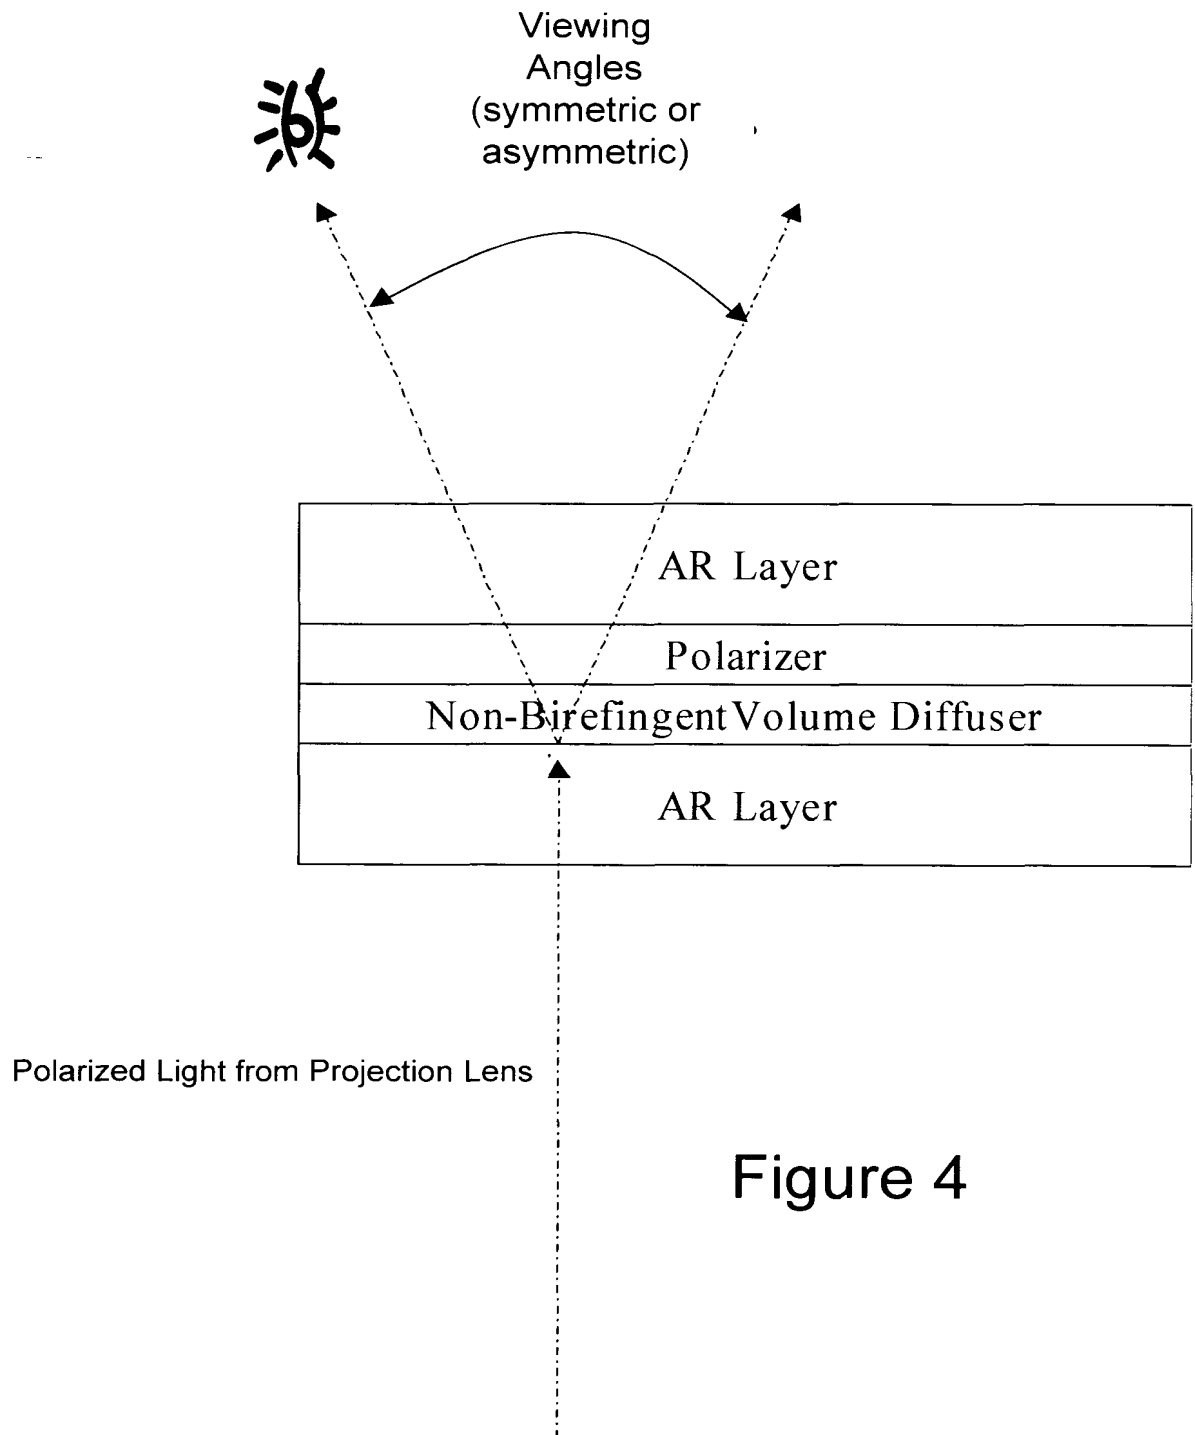 Viewing
Angles
(symmetric or
asymmetric)
AR Layer
Polarizer
Non-Birefingent Volume Diffuser
AR Layer
Polarized Light from Projection Lens
Figure 4